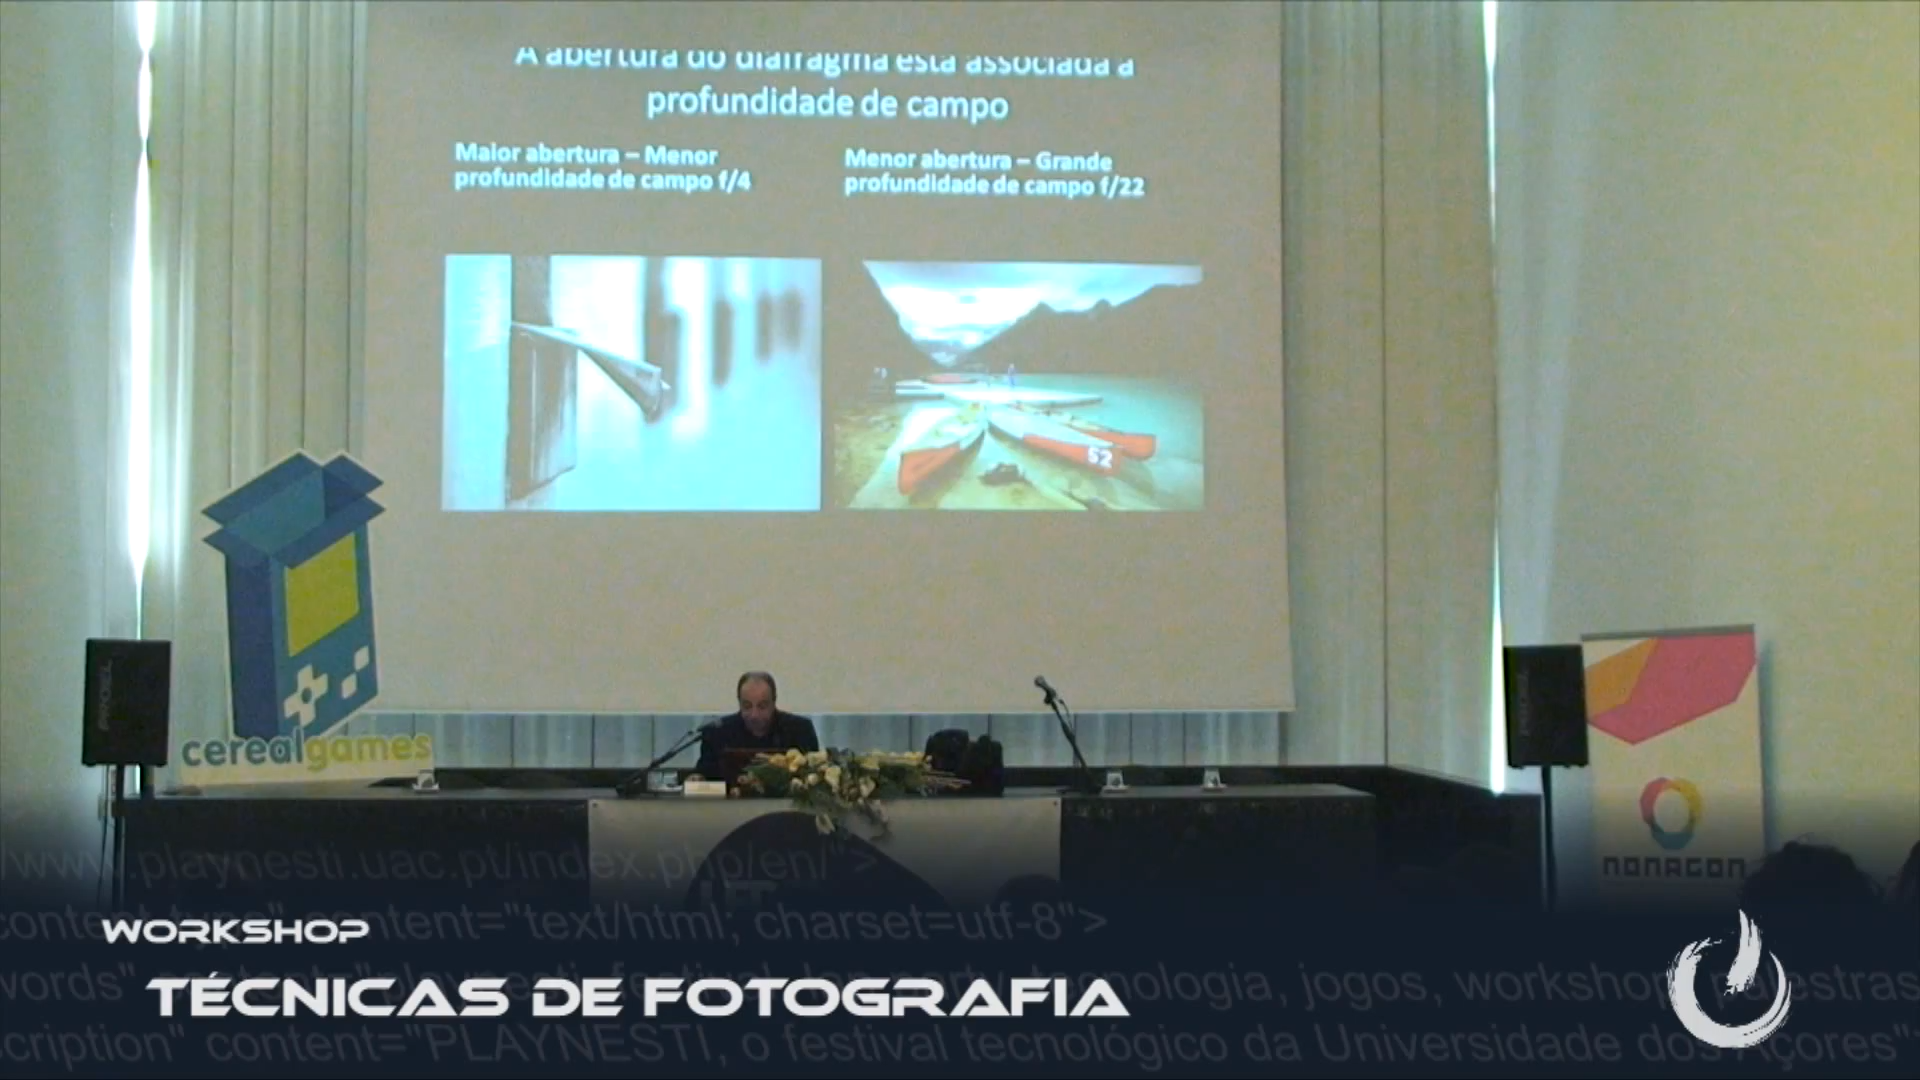 A abertura do diafragma está associada à
profundidade de campo
Maior abertura – Menor
profundidade de campo f/4
Menor abertura – Grande
profundidade de campo f/22
52
cerealgames
NONAGON
/www.playnesti.uac.pt/index.php/en/">
content="text/html; charset=utf-8">
WORKSHOP
TÉCNICAS DE FOTOGRAFIA
jogos, workshop, palestras
scription" content="PLAYNESTI, o festival tecnológico da Universidade dos Açores"